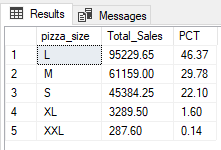 Results Messages
pizza_size Total_Sales PCT
1 L 95229.65 46.37
2 M 61159.00 29.78
3 S 45384.25 22.10
4 XL 3289.50 1.60
5 XXL 287.60 0.14